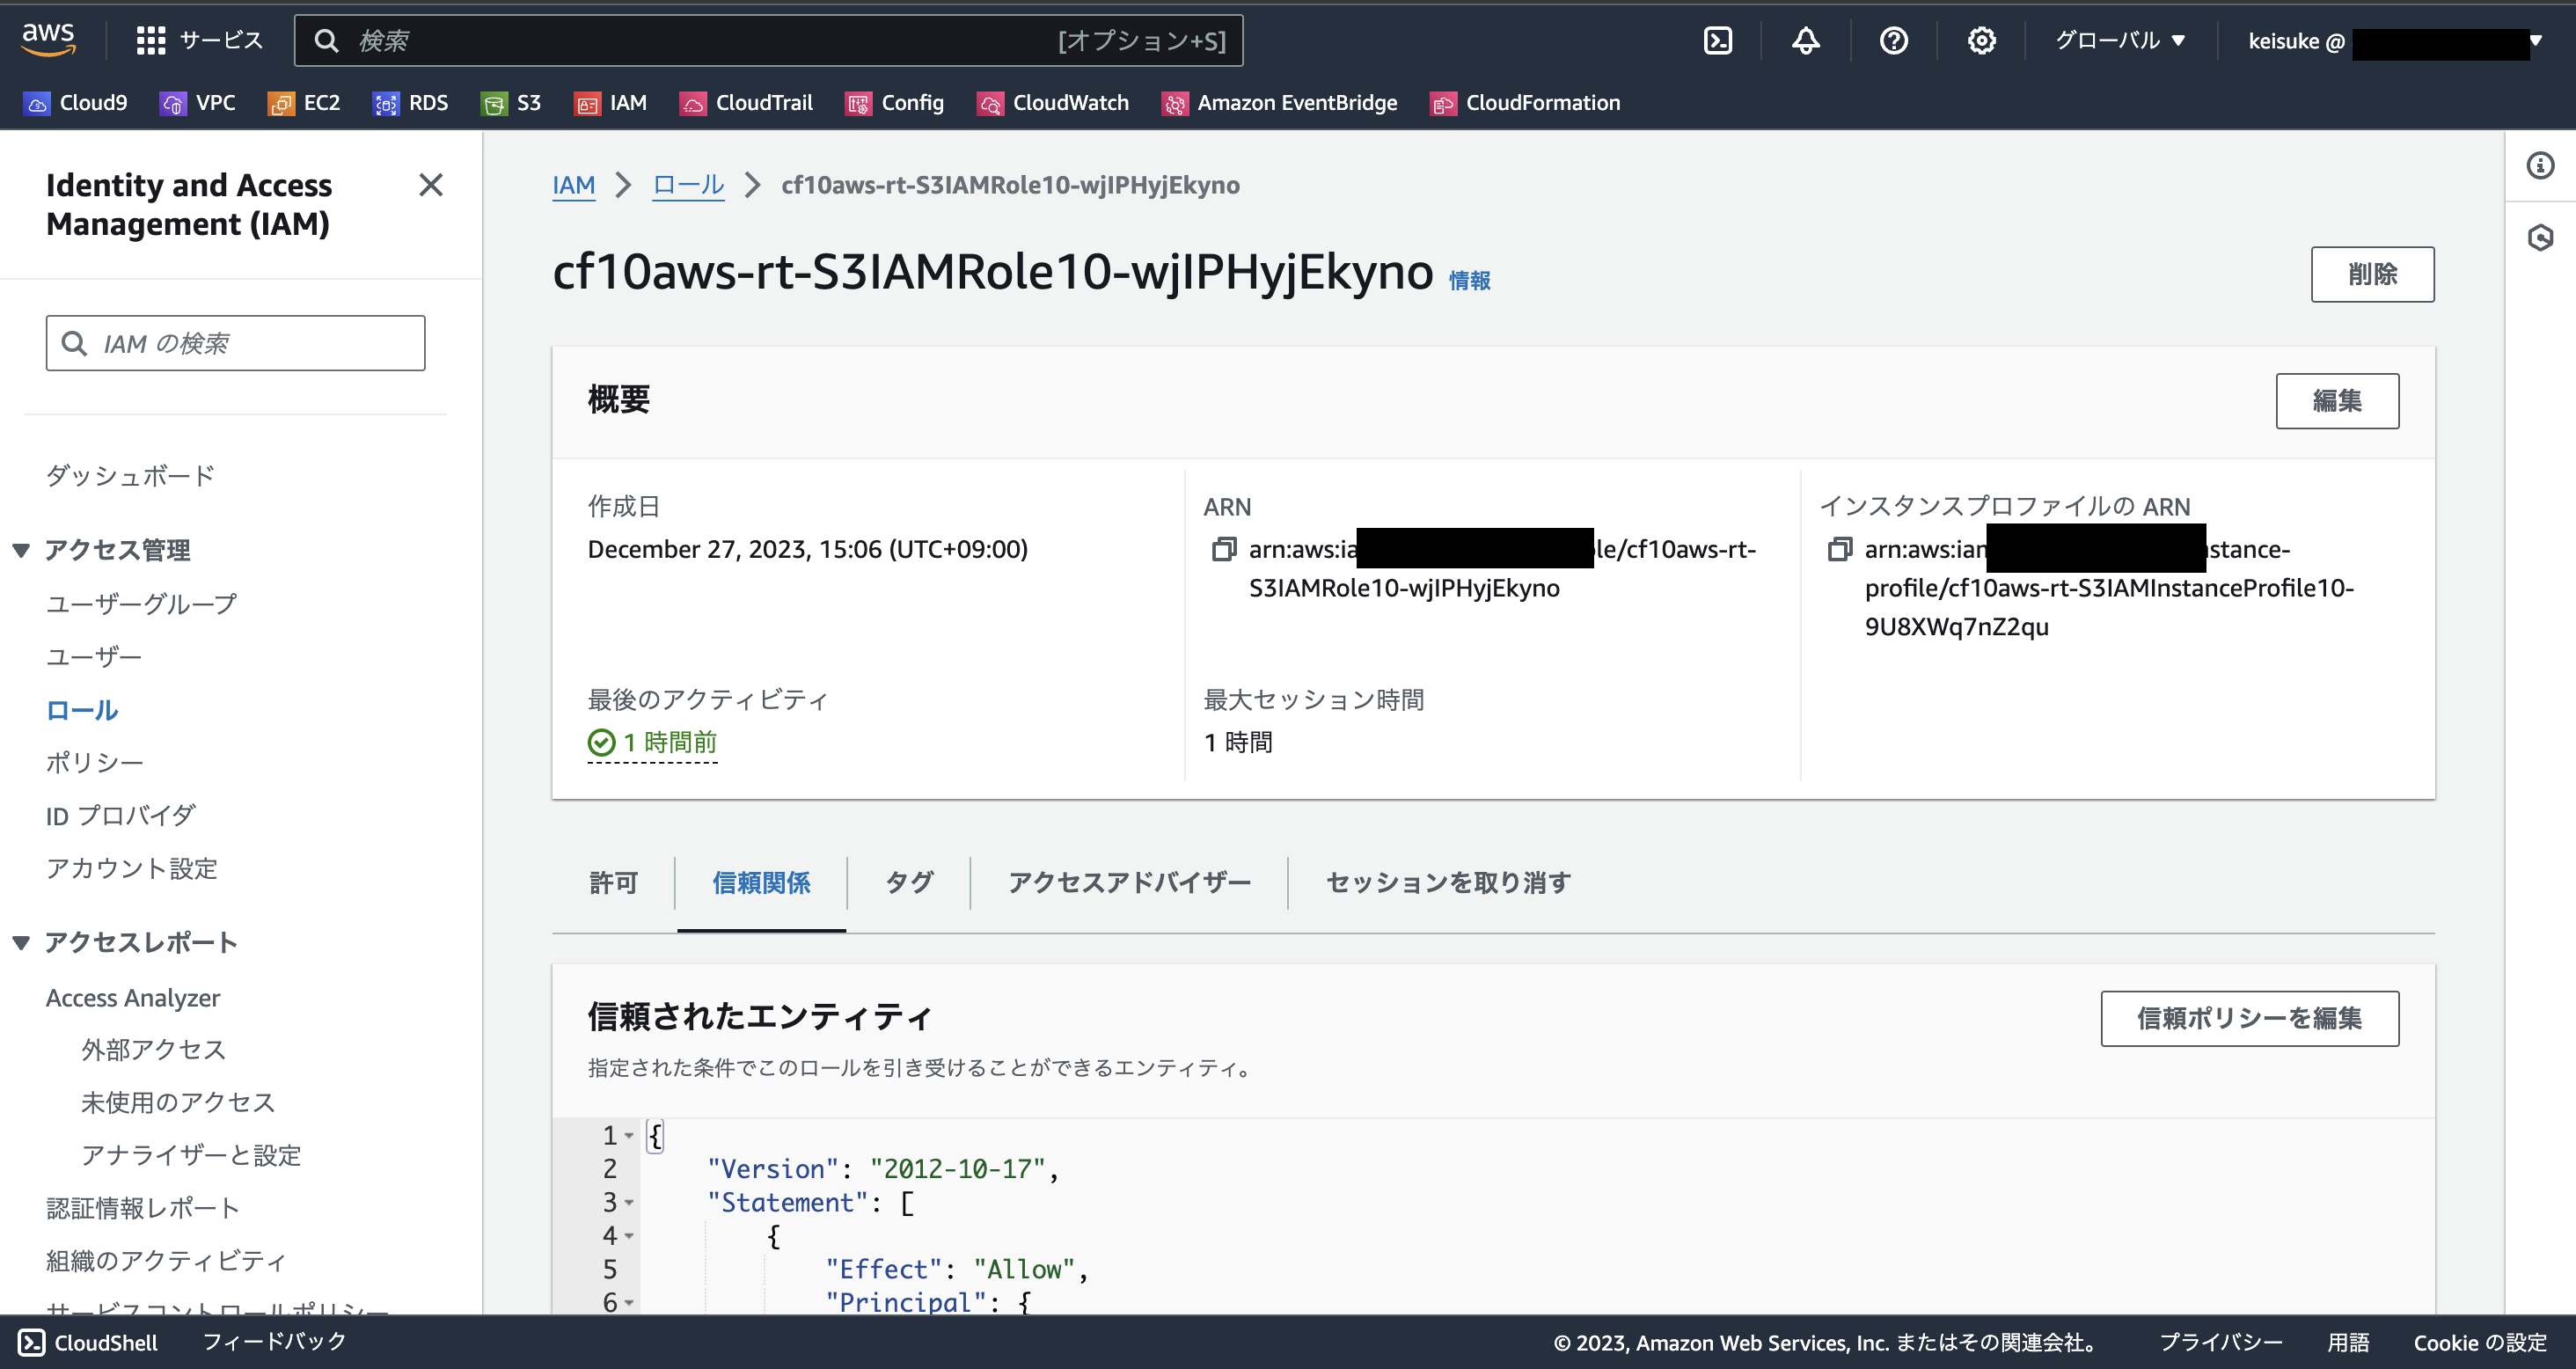 aws
サービス
検索
[オプション+S]
グローバル
keisuke @
Cloud9
VPC
EC2
RDS
S3
IAM
CloudTrail
Config
CloudWatch
Amazon EventBridge
CloudFormation
Identity and Access
Management (IAM)
IAM の検索
ダッシュボード
アクセス管理
ユーザーグループ
ユーザー
ロール
ポリシー
ID プロバイダ
アカウント設定
アクセスレポート
Access Analyzer
外部アクセス
未使用のアクセス
アナライザーと設定
認証情報レポート
組織のアクティビティ
サービスコントロールポリシー
IAM
ロール
cf10aws-rt-S3IAMRole10-wjIPHyjEkyno
cf10aws-rt-S3IAMRole10-wjIPHyjEkyno 情報
削除
概要
編集
作成日
December 27, 2023, 15:06 (UTC+09:00)
ARN
arn:aws:ia le/cf10aws-rt-
S3IAMRole10-wjIPHyjEkyno
インスタンスプロファイルの ARN
arn:aws:ian stance-
profile/cf10aws-rt-S3IAMInstanceProfile10-
9U8XWq7nZ2qu
最後のアクティビティ
1 時間前
最大セッション時間
1 時間
許可
信頼関係
タグ
アクセスアドバイザー
セッションを取り消す
信頼されたエンティティ
信頼ポリシーを編集
指定された条件でこのロールを引き受けることができるエンティティ。
1 {
2 "Version": "2012-10-17",
3 "Statement": [
4 {
5 "Effect": "Allow",
6 "Principal": {
CloudShell
フィードバック
© 2023, Amazon Web Services, Inc. またはその関連会社。
プライバシー
用語
Cookie の設定